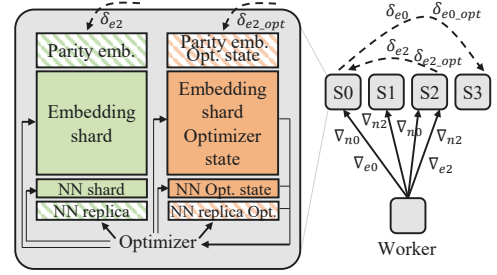 δe2
δe2_opt
Parity emb.
Parity emb.
Opt. state
Embedding
shard
Embedding
shard
Optimizer
state
NN shard
NN Opt. state
NN replica
NN replica Opt.
Optimizer
δe0
δe0_opt
δe2
δe2_opt
S0
S1
S2
S3
∇n0
∇n2
∇n0
∇n2
∇e0
∇e2
Worker